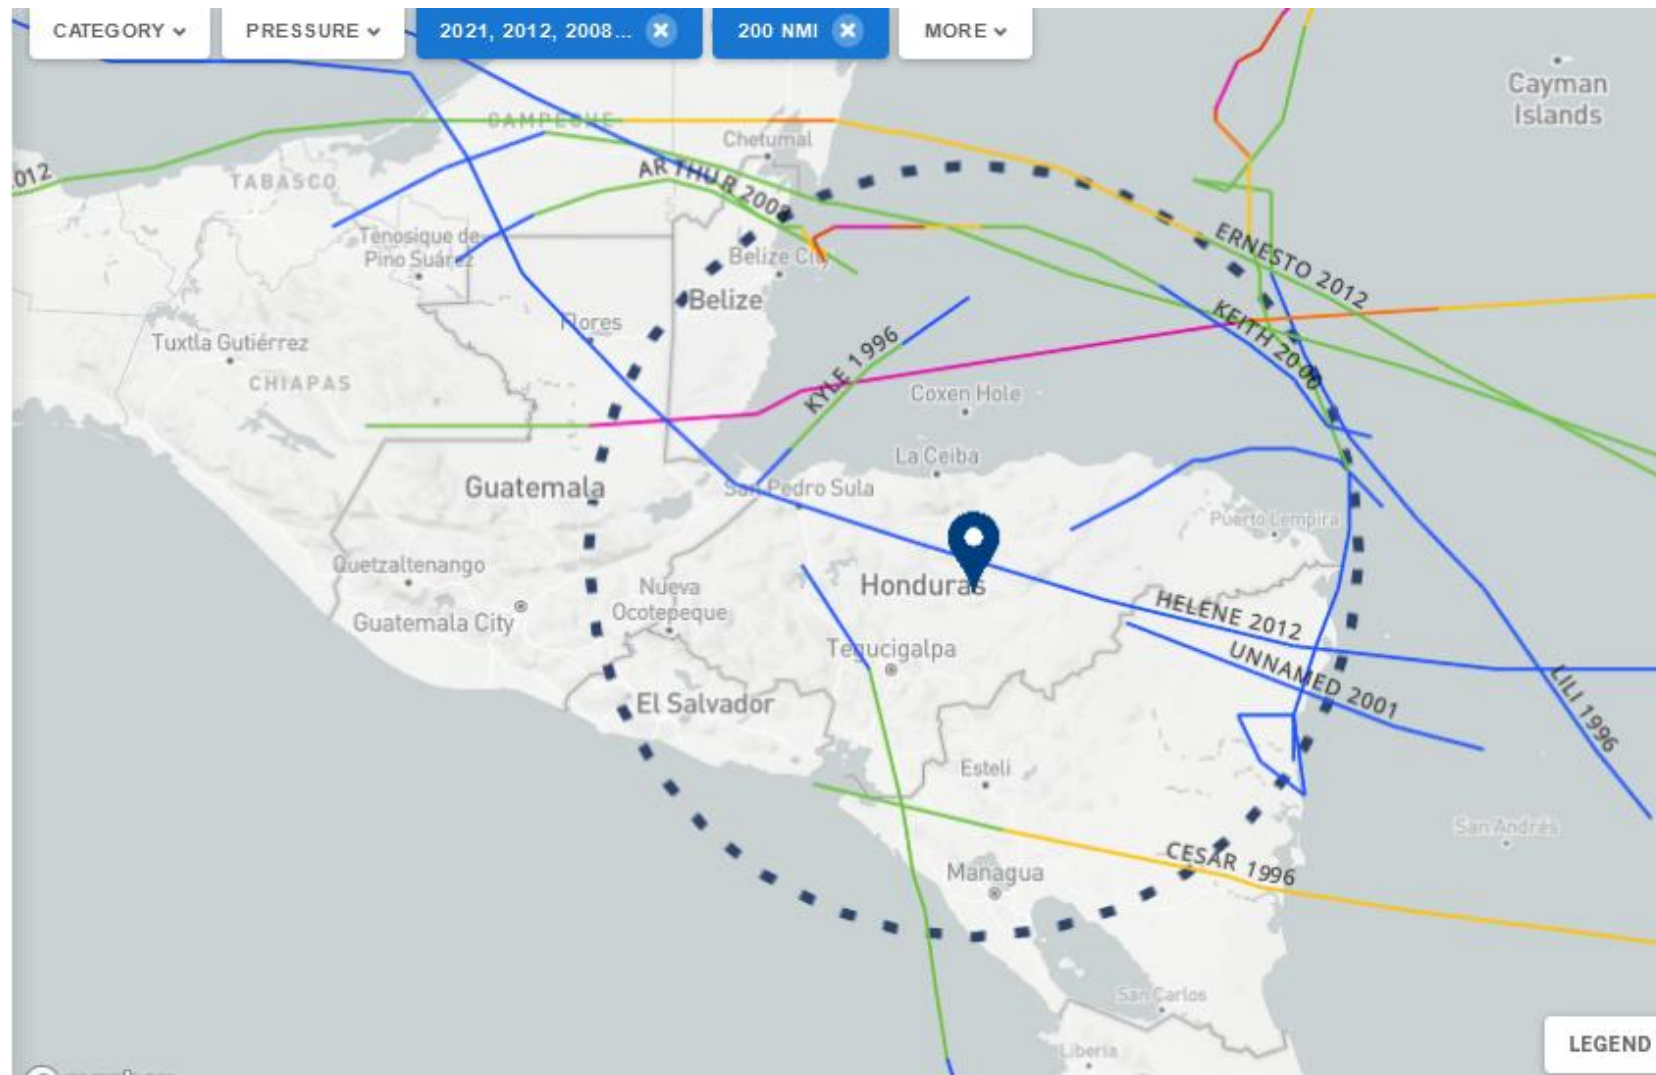 CATEGORY
PRESSURE
2021, 2012, 2008...
200 NMI
MORE
Cayman
Islands
CAMPECHE
Chetumal
012
TABASCO
ARTHUR 2008
Tenosique de
Pino Suárez
Belize City
ERNESTO 2012
Belize
Flores
KEITH 2000
Tuxtla Gutiérrez
CHIAPAS
KYLE 1996
Coxen Hole
La Ceiba
Guatemala
San Pedro Sula
Puerto Lempira
Quetzaltenango
Nueva
Ocotepeque
Honduras
Guatemala City
HELENE 2012
Tegucigalpa
UNNAMED 2001
El Salvador
LILI 1996
Estelí
San Andrés
CESAR 1996
Managua
San Carlos
LEGEND
Liberia